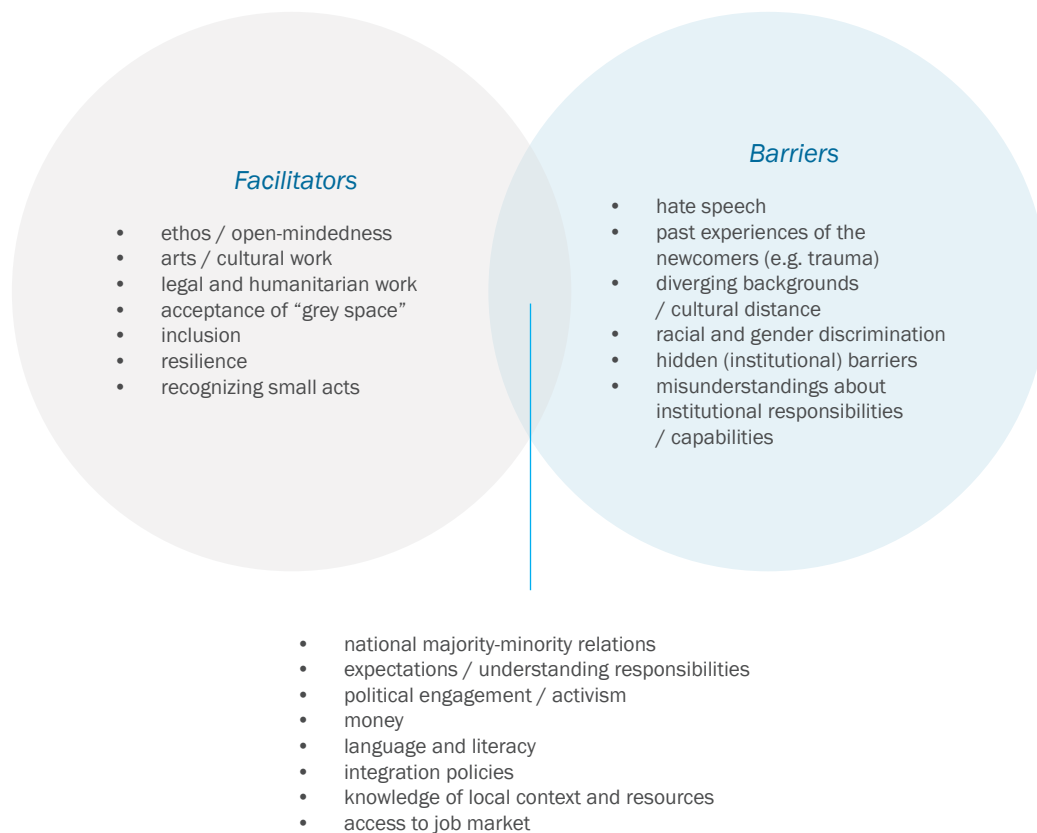 Facilitators
• ethos / open-mindedness
• arts / cultural work
• legal and humanitarian work
• acceptance of “grey space”
• inclusion
• resilience
• recognizing small acts
Barriers
• hate speech
• past experiences of the
newcomers (e.g. trauma)
• diverging backgrounds
/ cultural distance
• racial and gender discrimination
• hidden (institutional) barriers
• misunderstandings about
institutional responsibilities
/ capabilities
• national majority-minority relations
• expectations / understanding responsibilities
• political engagement / activism
• money
• language and literacy
• integration policies
• knowledge of local context and resources
• access to job market